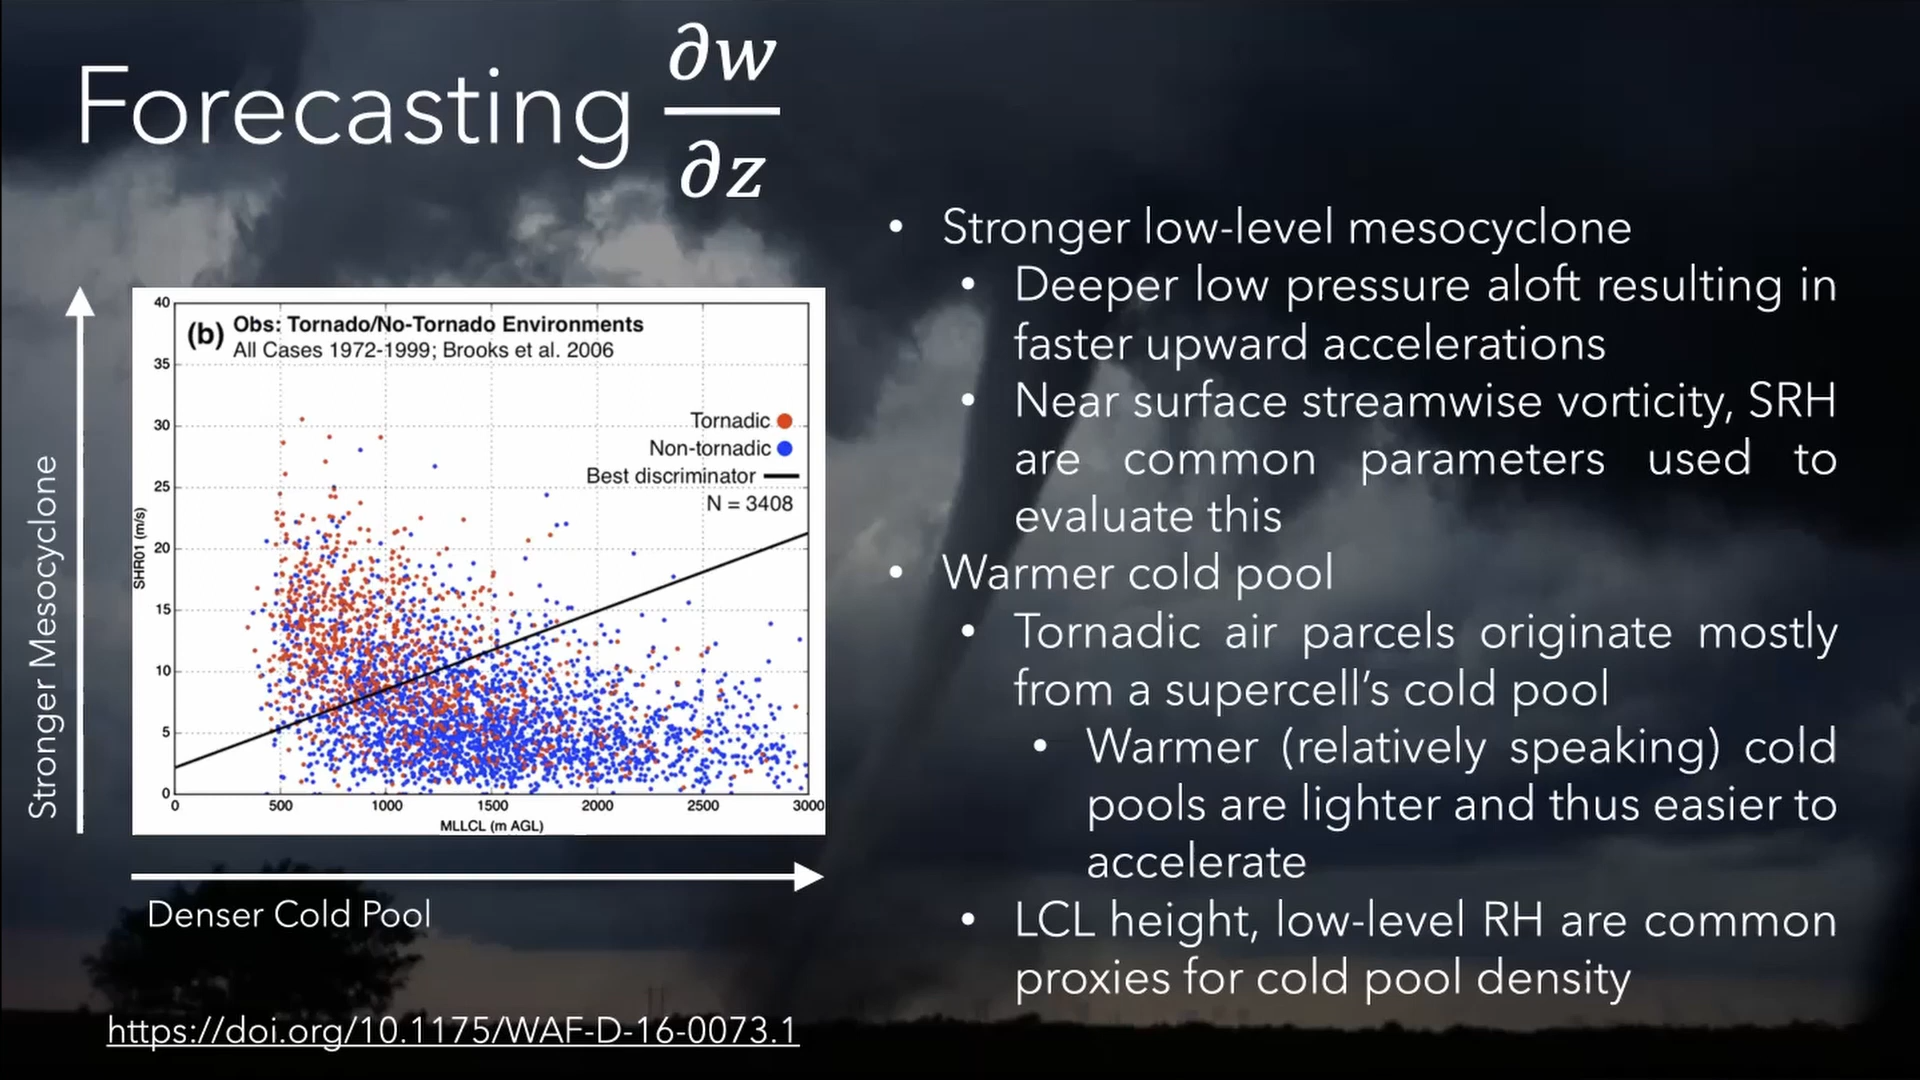 Forecasting ∂w/∂z
• Stronger low-level mesocyclone
• Deeper low pressure aloft resulting in
faster upward accelerations
• Near surface streamwise vorticity, SRH
are common parameters used to
evaluate this
• Warmer cold pool
• Tornadic air parcels originate mostly
from a supercell’s cold pool
• Warmer (relatively speaking) cold
pools are lighter and thus easier to
accelerate
• LCL height, low-level RH are common
proxies for cold pool density
Stronger Mesocyclone
(b) Obs: Tornado/No-Tornado Environments
All Cases 1972-1999; Brooks et al. 2006
Tornadic
Non-tornadic
Best discriminator
N = 3408
SHR01 (m/s)
40
35
30
25
20
15
10
5
0
0 500 1000 1500 2000 2500 3000
MLLCL (m AGL)
Denser Cold Pool
https://doi.org/10.1175/WAF-D-16-0073.1